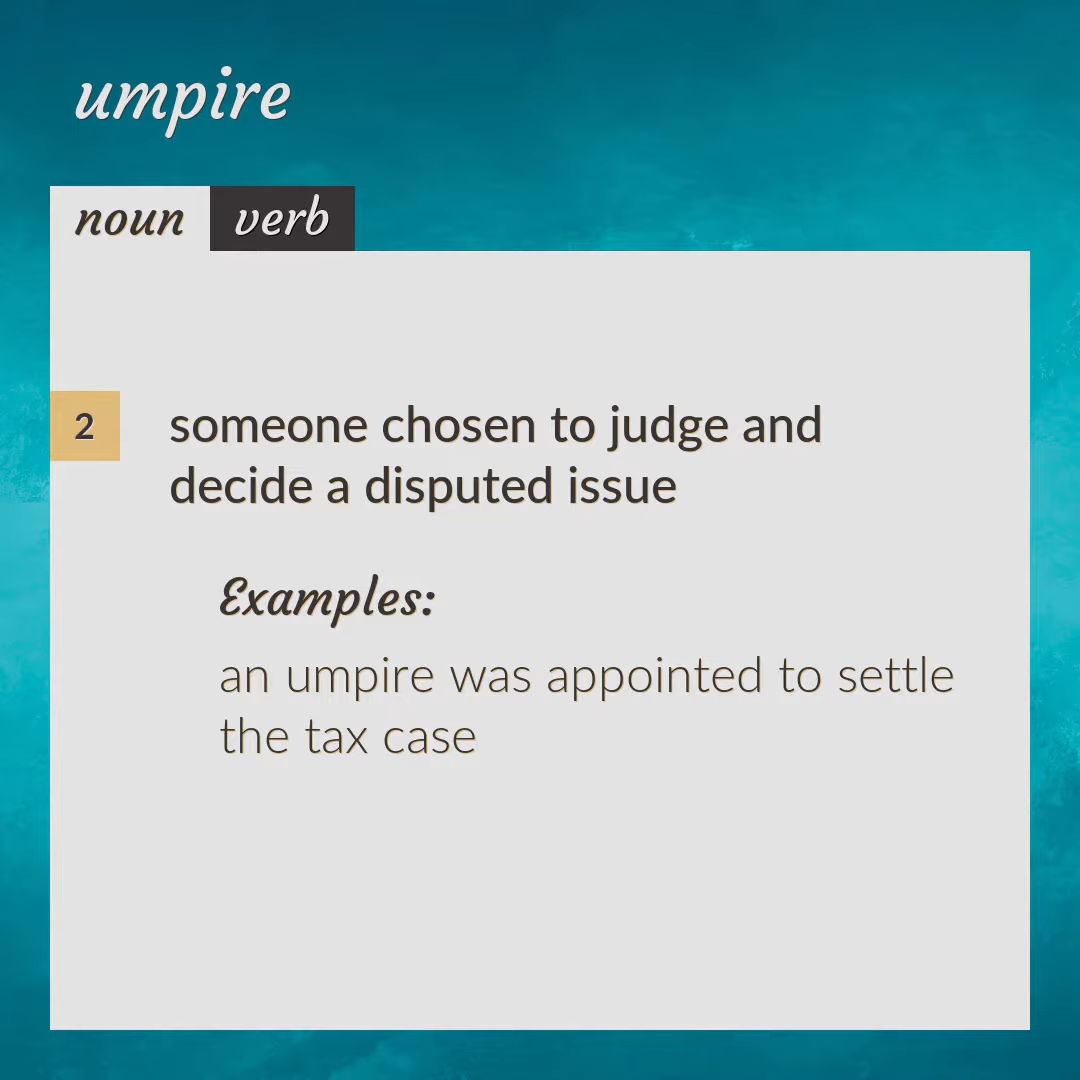 umpire
noun verb
2 someone chosen to judge and
decide a disputed issue
Examples:
an umpire was appointed to settle
the tax case